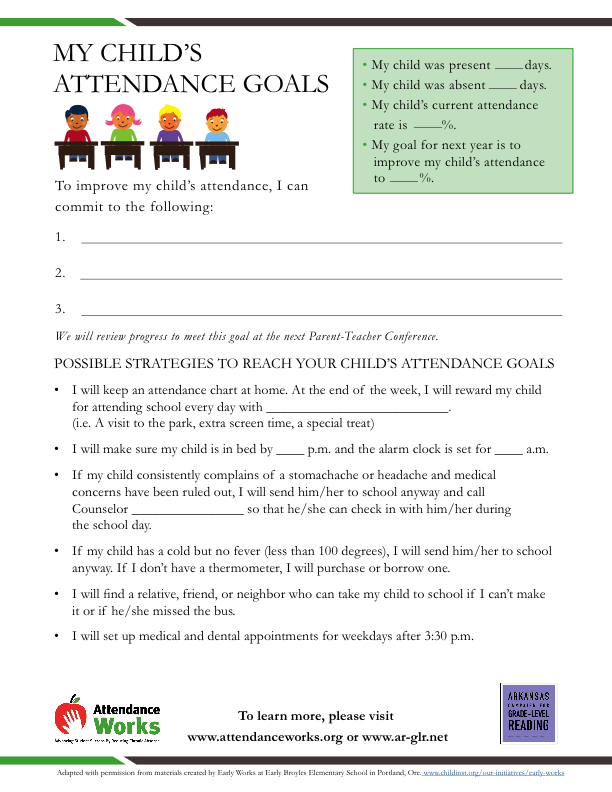 MY CHILD'S
ATTENDANCE GOALS
• My child was present ____ days.
• My child was absent ____ days.
• My child's current attendance
rate is ____%.
• My goal for next year is to
improve my child's attendance
to ____%.
To improve my child's attendance, I can
commit to the following:
1. ____
2. ____
3. ____
We will review progress to meet this goal at the next Parent-Teacher Conference.
POSSIBLE STRATEGIES TO REACH YOUR CHILD'S ATTENDANCE GOALS
• I will keep an attendance chart at home. At the end of the week, I will reward my child
for attending school every day with __________________________.
(i.e. A visit to the park, extra screen time, a special treat)
• I will make sure my child is in bed by ____ p.m. and the alarm clock is set for ____ a.m.
• If my child consistently complains of a stomachache or headache and medical
concerns have been ruled out, I will send him/her to school anyway and call
Counselor ________________ so that he/she can check in with him/her during
the school day.
• If my child has a cold but no fever (less than 100 degrees), I will send him/her to school
anyway. If I don't have a thermometer, I will purchase or borrow one.
• I will find a relative, friend, or neighbor who can take my child to school if I can't make
it or if he/she missed the bus.
• I will set up medical and dental appointments for weekdays after 3:30 p.m.
Attendance
Works
Advancing Student Success By Reducing Chronic Absence
To learn more, please visit
www.attendanceworks.org or www.ar-glr.net
ARKANSAS
CAMPAIGN FOR
GRADE-LEVEL
READING
Adapted with permission from materials created by Early Works at Early Broyles Elementary School in Portland, Ore. www.childinst.org/our-initiatives/early-works